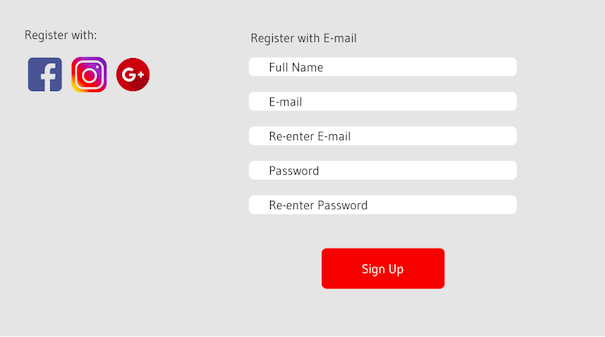 Register with:
Register with E-mail
Full Name
E-mail
Re-enter E-mail
Password
Re-enter Password
Sign Up
f
G+